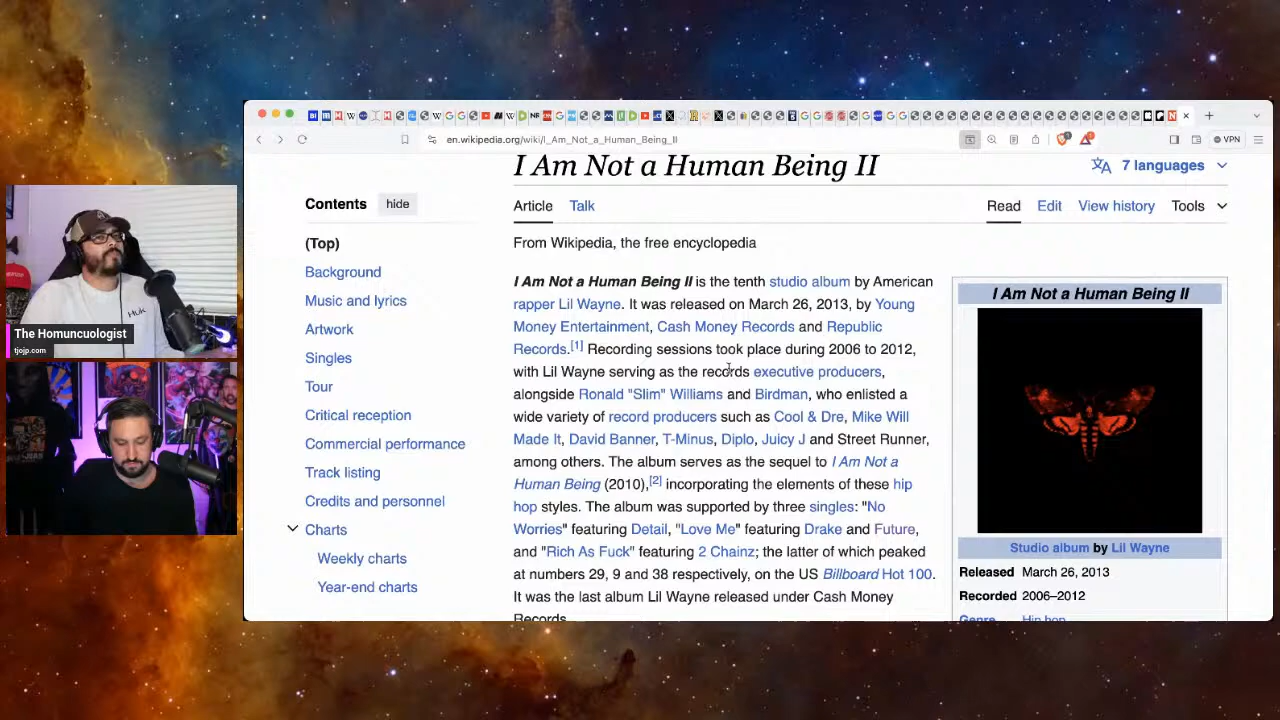 en.wikipedia.org/wiki/I_Am_Not_a_Human_Being_II
VPN
I Am Not a Human Being II
7 languages
Contents
hide
Article
Talk
Read
Edit
View history
Tools
(Top)
Background
Music and lyrics
Artwork
Singles
Tour
Critical reception
Commercial performance
Track listing
Credits and personnel
Charts
Weekly charts
Year-end charts
From Wikipedia, the free encyclopedia
I Am Not a Human Being II is the tenth studio album by American
rapper Lil Wayne. It was released on March 26, 2013, by Young
Money Entertainment, Cash Money Records and Republic
Records.[1] Recording sessions took place during 2006 to 2012,
with Lil Wayne serving as the records executive producers,
alongside Ronald "Slim" Williams and Birdman, who enlisted a
wide variety of record producers such as Cool & Dre, Mike Will
Made It, David Banner, T-Minus, Diplo, Juicy J and Street Runner,
among others. The album serves as the sequel to I Am Not a
Human Being (2010),[2] incorporating the elements of these hip
hop styles. The album was supported by three singles: "No
Worries" featuring Detail, "Love Me" featuring Drake and Future,
and "Rich As Fuck" featuring 2 Chainz; the latter of which peaked
at numbers 29, 9 and 38 respectively, on the US Billboard Hot 100.
It was the last album Lil Wayne released under Cash Money
Records.
I Am Not a Human Being II
Studio album by Lil Wayne
Released March 26, 2013
Recorded 2006–2012
Genre Hip hop
The Homuncuologist
tjojp.com